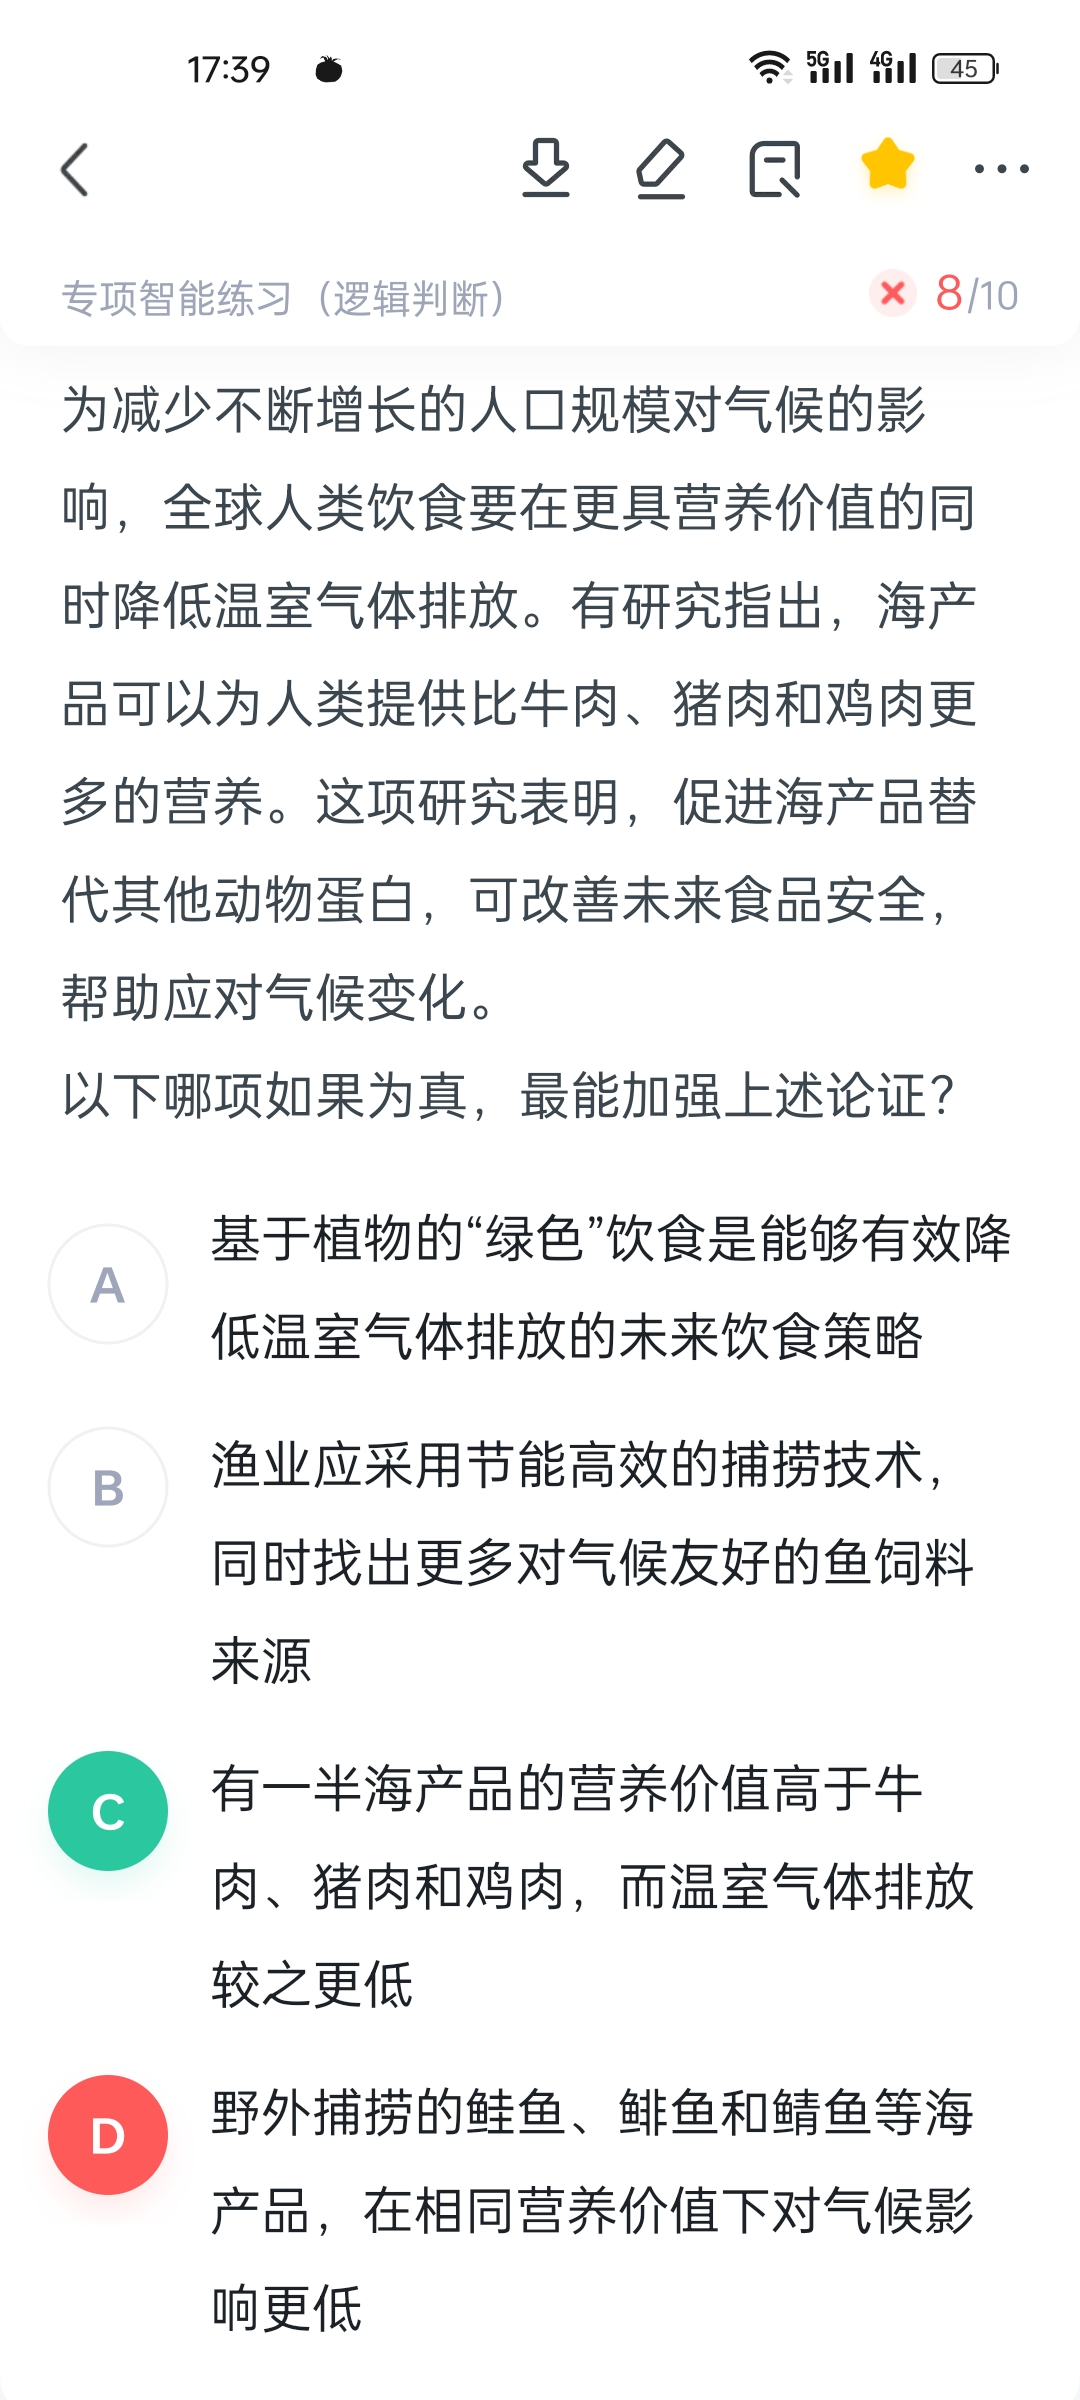 17:39
5G 4G 45
专项智能练习（逻辑判断）
8/10
为减少不断增长的人口规模对气候的影
响，全球人类饮食要在更具营养价值的同
时降低温室气体排放。有研究指出，海产
品可以为人类提供比牛肉、猪肉和鸡肉更
多的营养。这项研究表明，促进海产品替
代其他动物蛋白，可改善未来食品安全，
帮助应对气候变化。
以下哪项如果为真，最能加强上述论证？
A
基于植物的“绿色”饮食是能够有效降
低温室气体排放的未来饮食策略
B
渔业应采用节能高效的捕捞技术，
同时找出更多对气候友好的鱼饲料
来源
C
有一半海产品的营养价值高于牛
肉、猪肉和鸡肉，而温室气体排放
较之更低
D
野外捕捞的鲑鱼、鲱鱼和鲭鱼等海
产品，在相同营养价值下对气候影
响更低